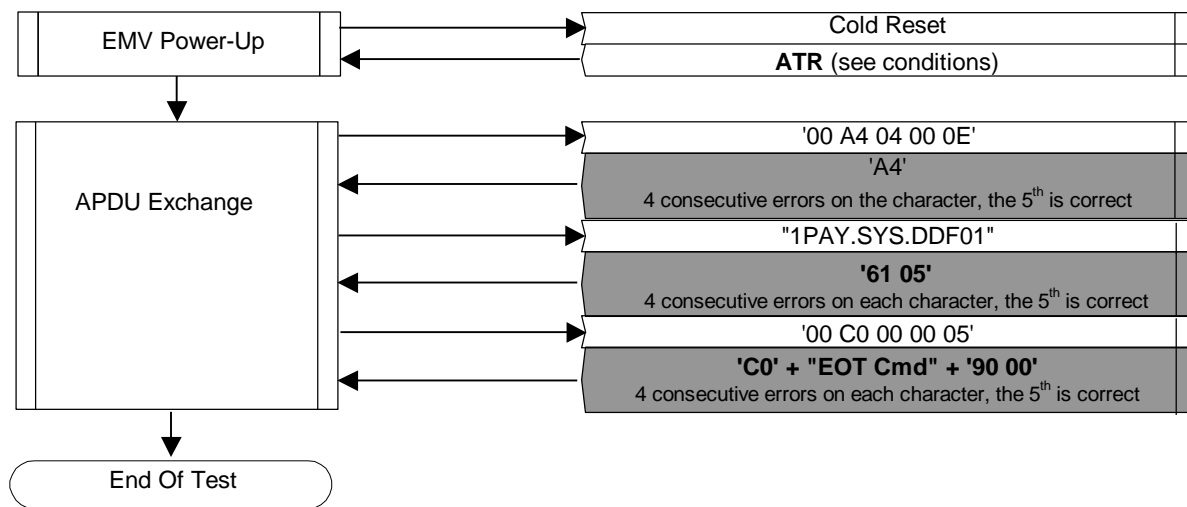 EMV Power-Up
Cold Reset
ATR (see conditions)
APDU Exchange
'00 A4 04 00 0E'
'A4'
4 consecutive errors on the character, the 5th is correct
"1PAY.SYS.DDF01"
'61 05'
4 consecutive errors on each character, the 5th is correct
'00 C0 00 00 05'
'C0' + "EOT Cmd" + '90 00'
4 consecutive errors on each character, the 5th is correct
End Of Test